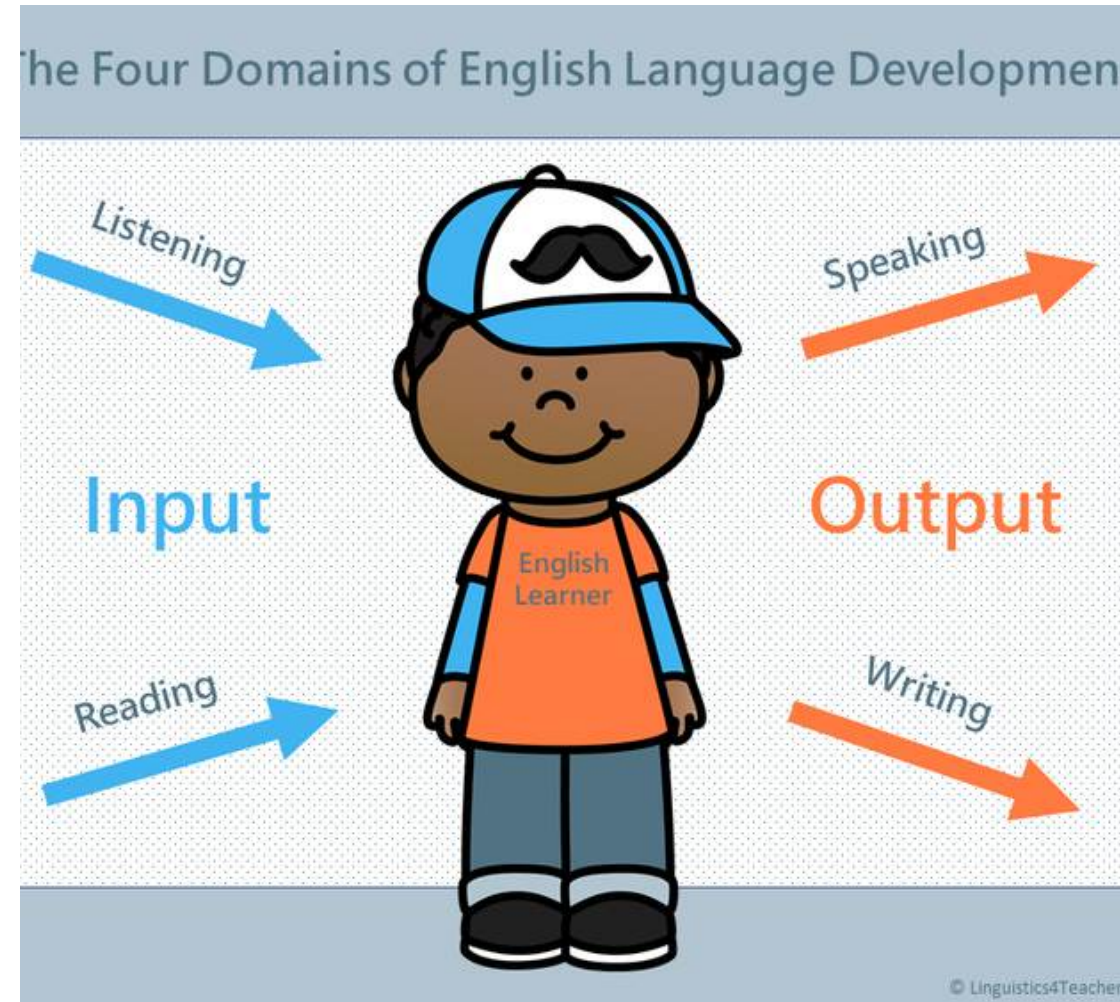 he Four Domains of English Language Developmen
Listening
Speaking
Input
Output
English
Learner
Reading
Writing
© Linguistics4Teacher